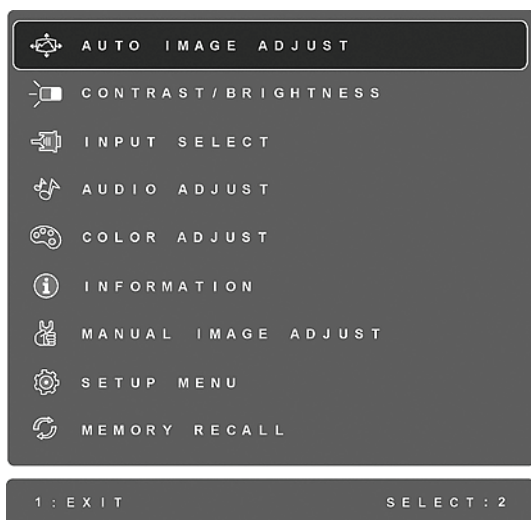 AUTO IMAGE ADJUST
CONTRAST/BRIGHTNESS
INPUT SELECT
AUDIO ADJUST
COLOR ADJUST
INFORMATION
MANUAL IMAGE ADJUST
SETUP MENU
MEMORY RECALL
1:EXIT SELECT:2